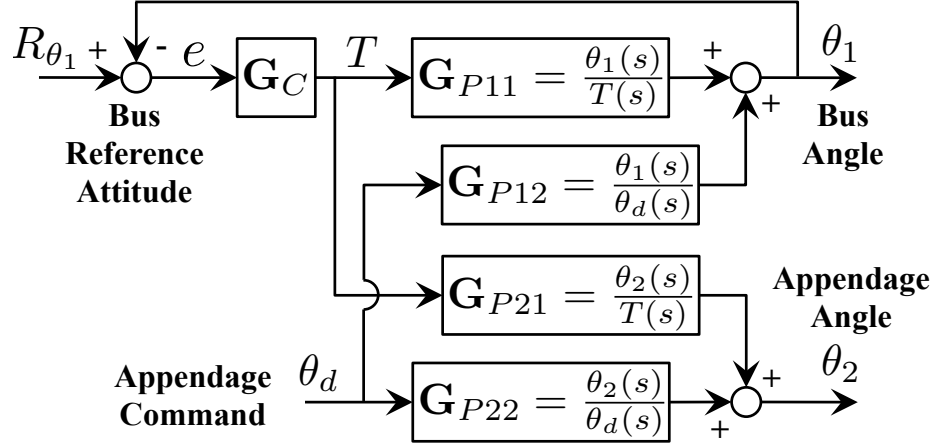 R_{θ_1} + - e G_C T G_{P11} = θ_1(s)/T(s) + θ_1
+
Bus Reference Attitude
Bus Angle
G_{P12} = θ_1(s)/θ_d(s)
G_{P21} = θ_2(s)/T(s)
Appendage Angle
Appendage Command
θ_d G_{P22} = θ_2(s)/θ_d(s) + + θ_2